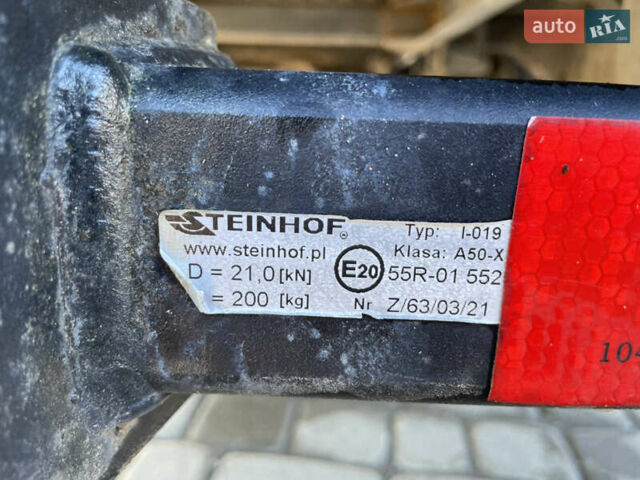 auto RIA
.com
STEINHOF®
Typ: I-019
www.steinhof.pl
Klasa: A50-X
D = 21,0 [kN]
E20
55R-01 552
= 200 [kg]
Nr Z/63/03/21
104